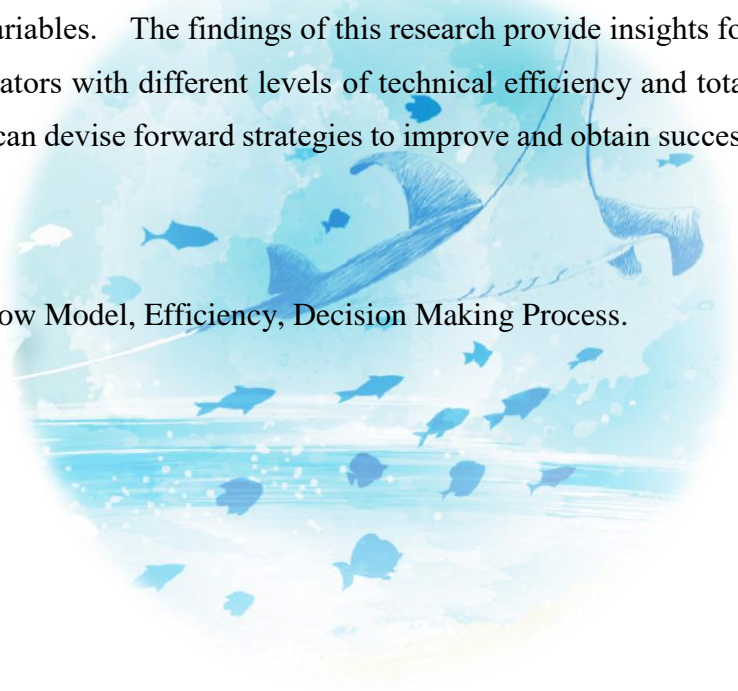 ariables. The findings of this research provide insights fo
ators with different levels of technical efficiency and tota
can devise forward strategies to improve and obtain succes
ow Model, Efficiency, Decision Making Process.